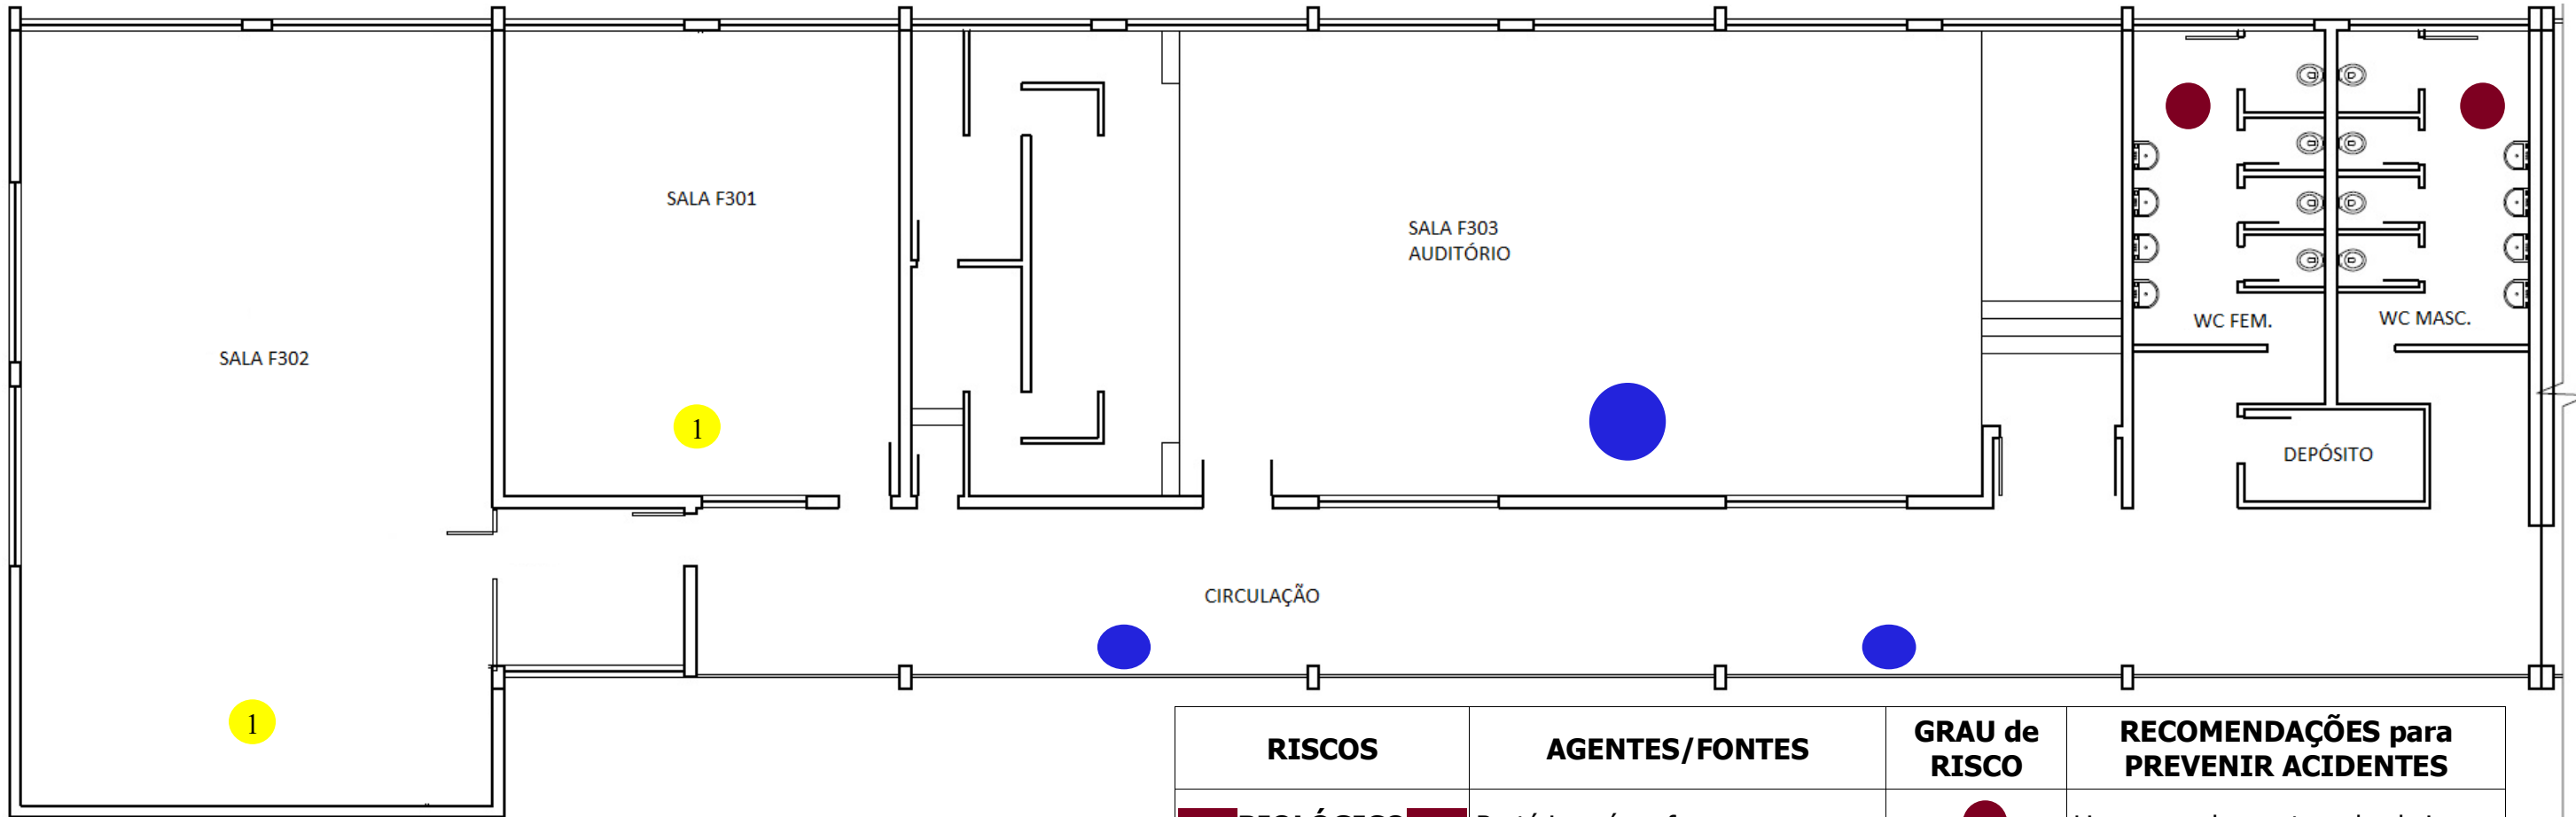 SALA F301
SALA F303
AUDITÓRIO
WC FEM.
WC MASC.
SALA F302
1
DEPÓSITO
CIRCULAÇÃO
1
RISCOS
AGENTES/FONTES
GRAU de
RISCO
RECOMENDAÇÕES para
PREVENIR ACIDENTES
BIOLÓGICO